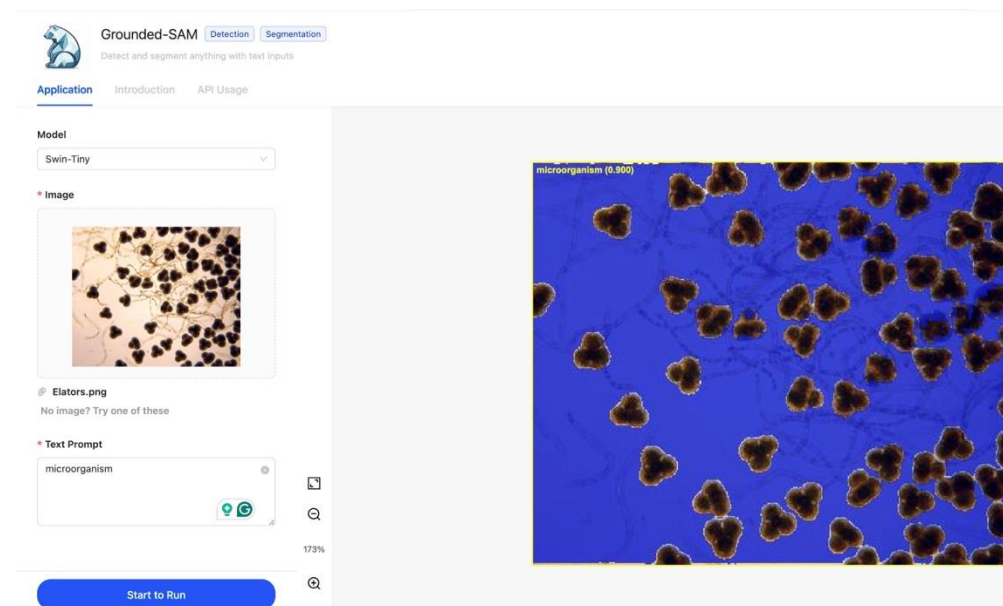 Grounded-SAM Detection Segmentation
Detect and segment anything with text inputs
Application Introduction API Usage
Model
Swin-Tiny
* Image
Elators.png
No image? Try one of these
* Text Prompt
microorganism
173%
Start to Run
microorganism (0.900)